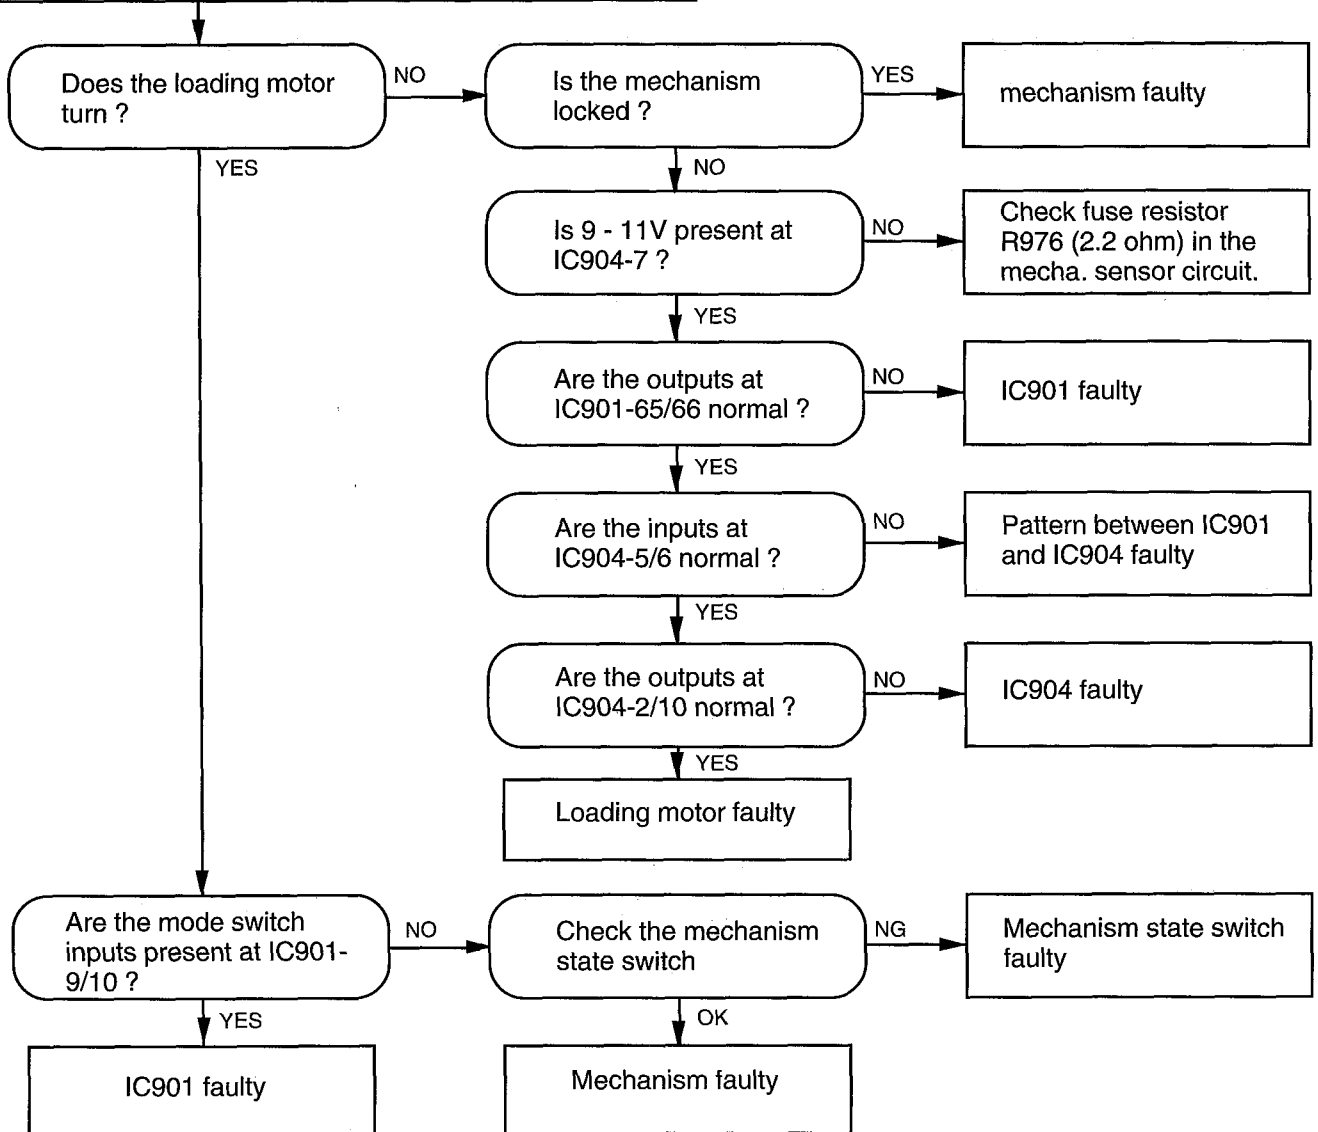 Does the loading motor
turn ?
NO
Is the mechanism
locked ?
YES
mechanism faulty
YES
NO
Is 9 - 11V present at
IC904-7 ?
NO
Check fuse resistor
R976 (2.2 ohm) in the
mecha. sensor circuit.
YES
Are the outputs at
IC901-65/66 normal ?
NO
IC901 faulty
YES
Are the inputs at
IC904-5/6 normal ?
NO
Pattern between IC901
and IC904 faulty
YES
Are the outputs at
IC904-2/10 normal ?
NO
IC904 faulty
YES
Loading motor faulty
Are the mode switch
inputs present at IC901-
9/10 ?
NO
Check the mechanism
state switch
NG
Mechanism state switch
faulty
YES
OK
IC901 faulty
Mechanism faulty